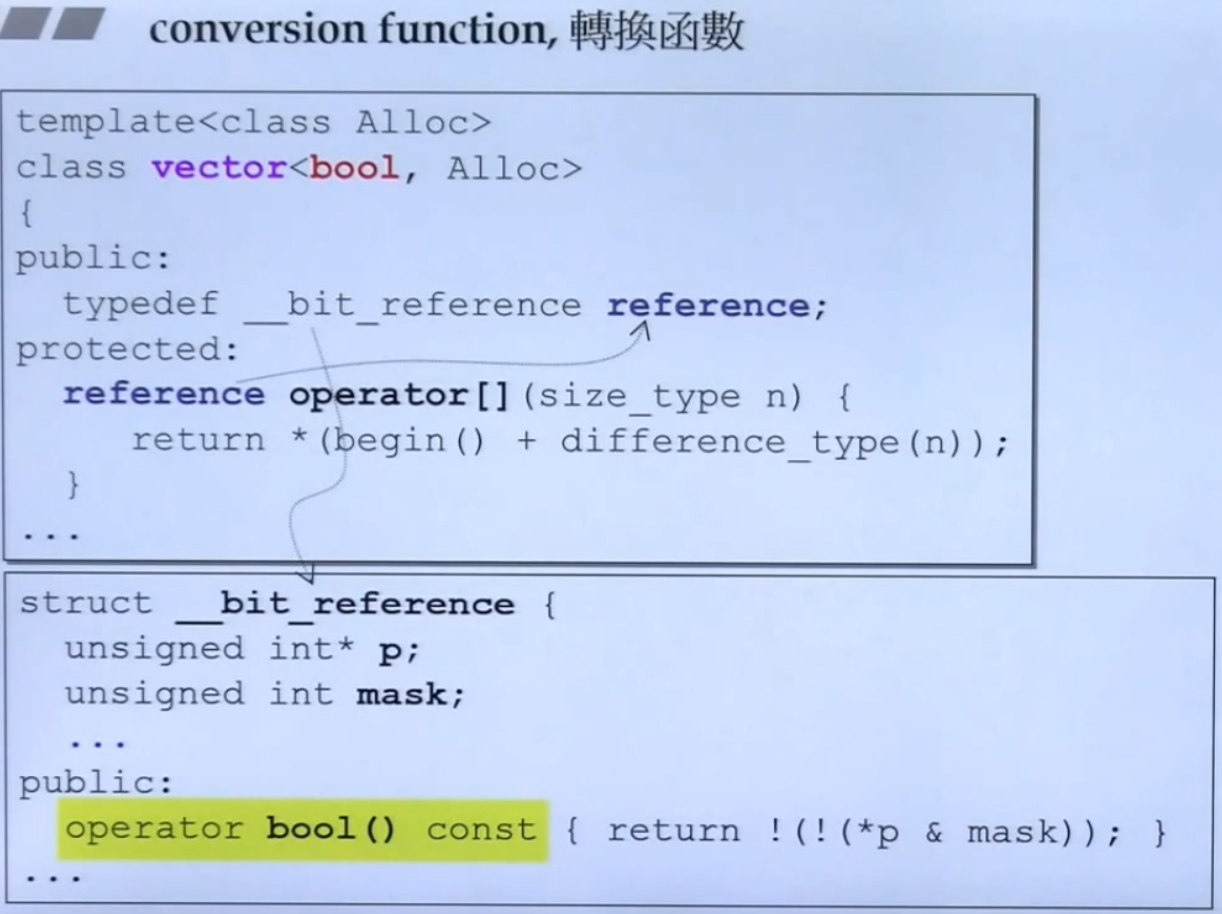 conversion function, 轉換函數
template<class Alloc>
class vector<bool, Alloc>
{
public:
  typedef __bit_reference reference;
protected:
  reference operator[](size_type n) {
     return *(begin() + difference_type(n));
  }
...
struct __bit_reference {
  unsigned int* p;
  unsigned int mask;
  ...
public:
  operator bool() const { return !(!(*p & mask)); }
...